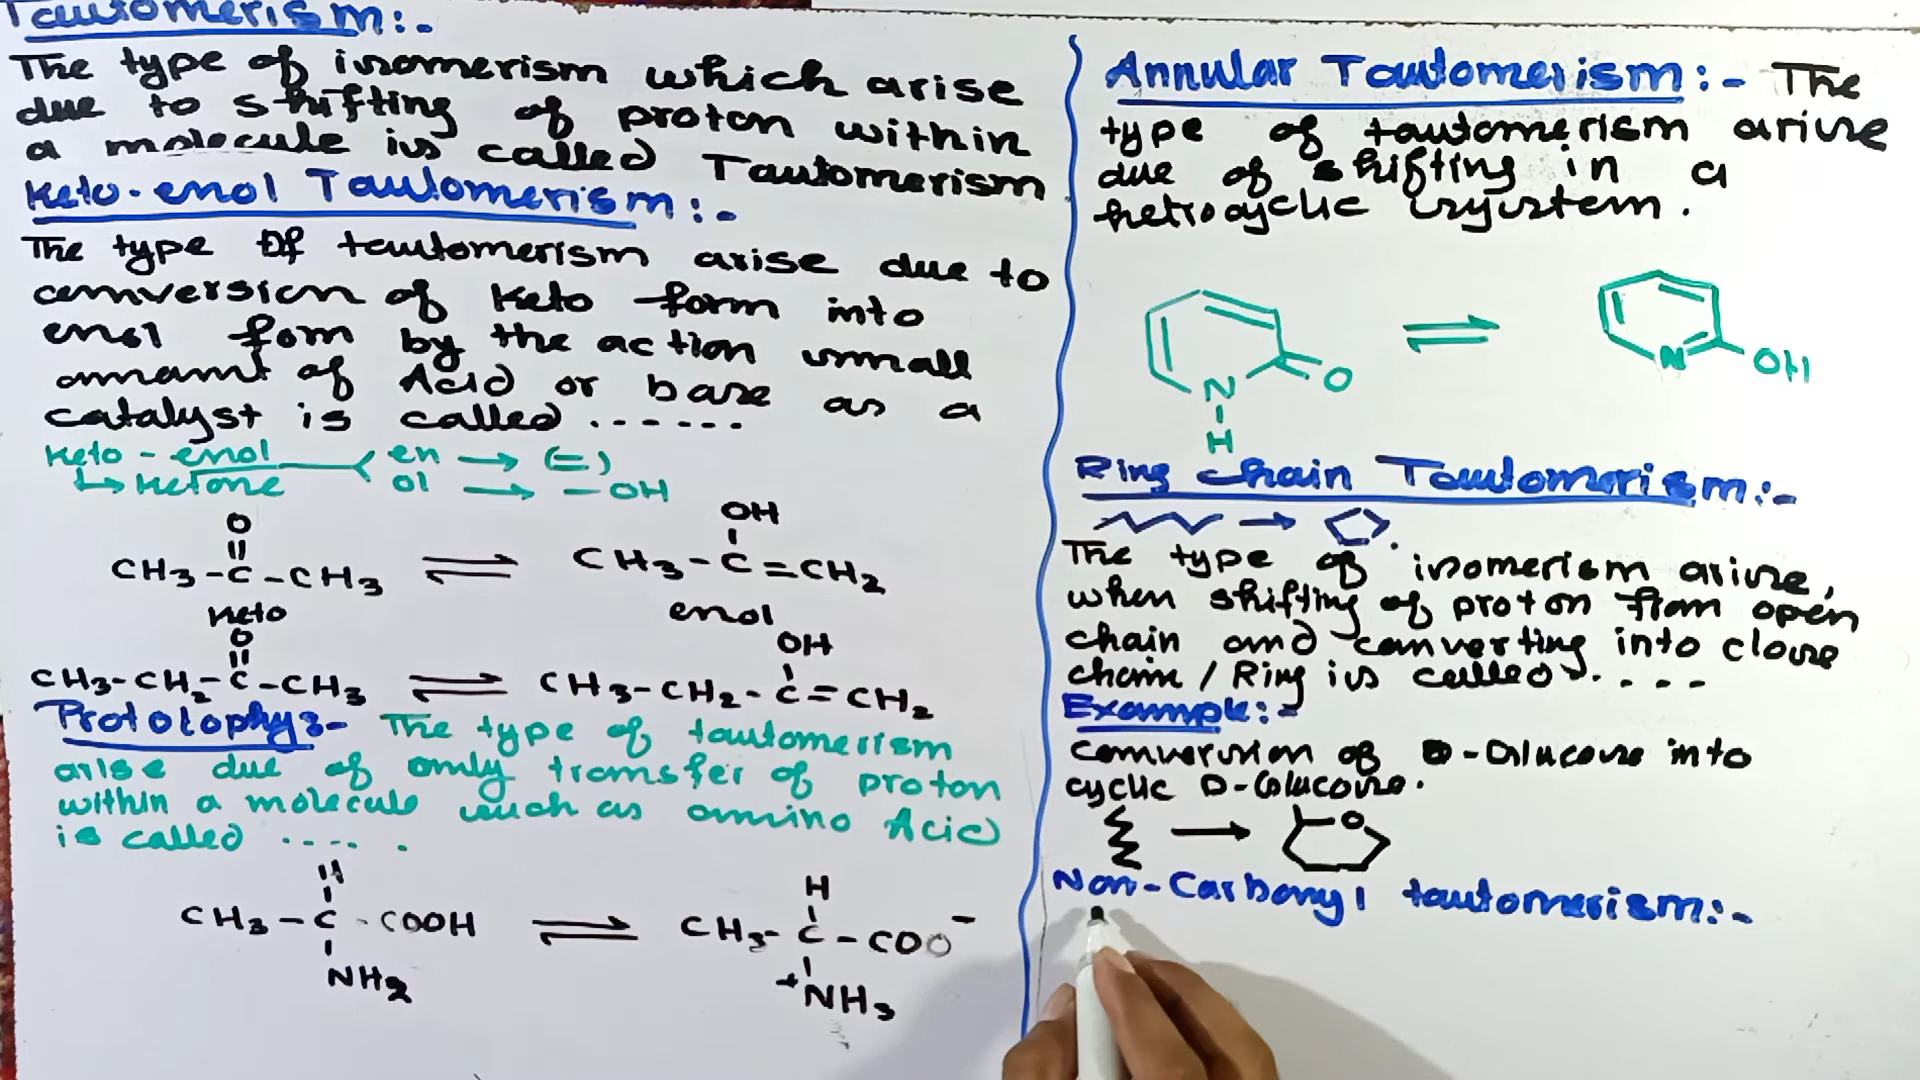 Tautomerism:-
The type of isomerism which arise
due to shifting of proton within
a molecule is called Tautomerism
Keto-enol Tautomerism:-
The type of tautomerism arise due to
conversion of Keto form into
enol form by the action small
amamt of Acid or base as a
catalyst is called ......
Keto - enol < en → (=)
↳ Ketone ol → -OH
O OH
CH3-C-CH3 ⇌ CH3-C=CH2
Keto enol
O OH
CH3-CH2-C-CH3 ⇌ CH3-CH2-C=CH2
Prototophy:- The type of tautomerism
arise due of only transfer of proton
within a molecule such as amino Acid
is called .....
H H
CH3-C-COOH ⇌ CH3-C-COO-
NH2 +NH3
Annular Tautomerism:- The
type of tautomerism arise
due of shifting in a
hetrocyclic system.
N O ⇌ N OH
H
Ring chain Tautomerism:-
The type of isomerism arise,
when shifting of proton from open
chain and converting into close
chain / Ring is called ....
Example:-
Conversion of D-Glucose into
cyclic D-Glucose.
→ O
Non-Carbonyl tautomerism:-